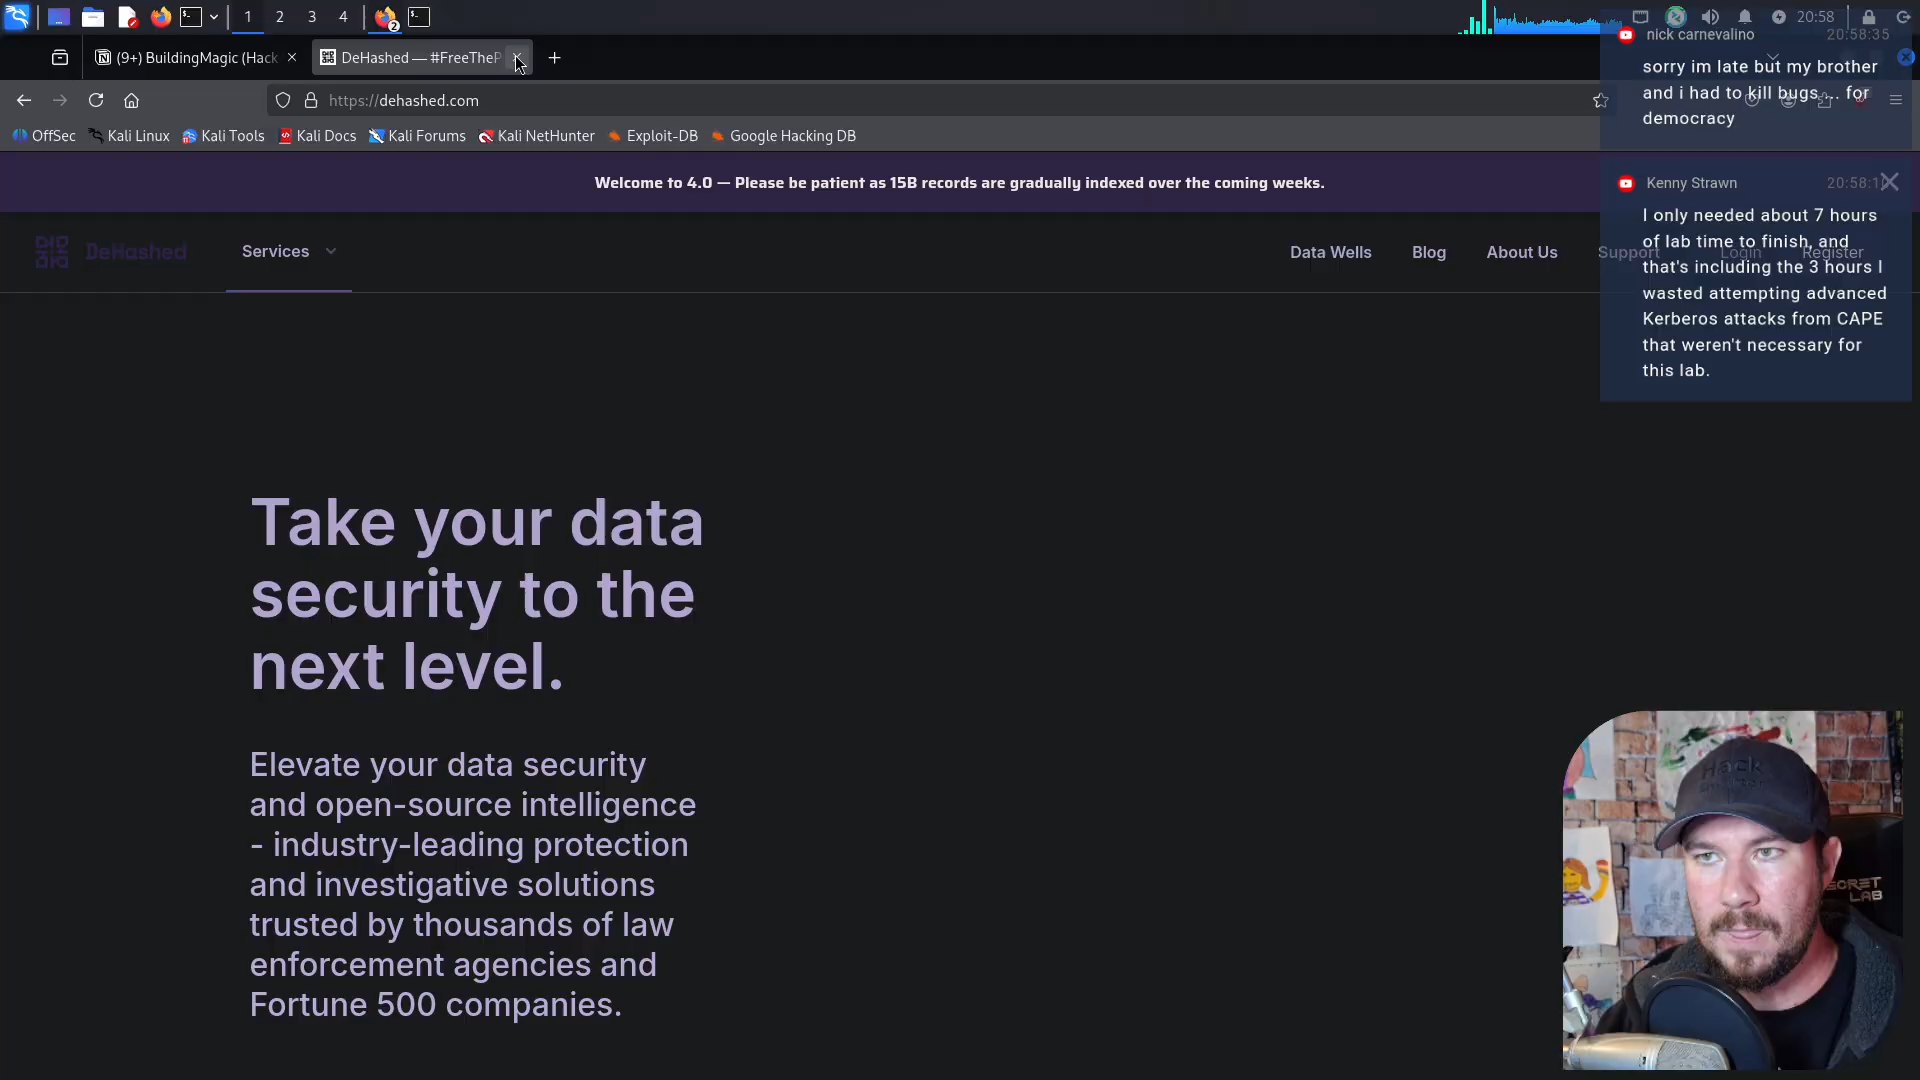 1 2 3 4 2 20:58
(9+) BuildingMagic (Hack
DeHashed — #FreeTheP
https://dehashed.com
OffSec Kali Linux Kali Tools Kali Docs Kali Forums Kali NetHunter Exploit-DB Google Hacking DB
nick carnevalino 20:58:35
sorry im late but my brother
and i had to kill bugs... for
democracy
Welcome to 4.0 — Please be patient as 15B records are gradually indexed over the coming weeks.
DeHashed Services Data Wells Blog About Us Support Login Register
Kenny Strawn
I only needed about 7 hours
of lab time to finish, and
that's including the 3 hours I
wasted attempting advanced
Kerberos attacks from CAPE
that weren't necessary for
this lab.
Take your data
security to the
next level.
Elevate your data security
and open-source intelligence
- industry-leading protection
and investigative solutions
trusted by thousands of law
enforcement agencies and
Fortune 500 companies.
Hack
LAB